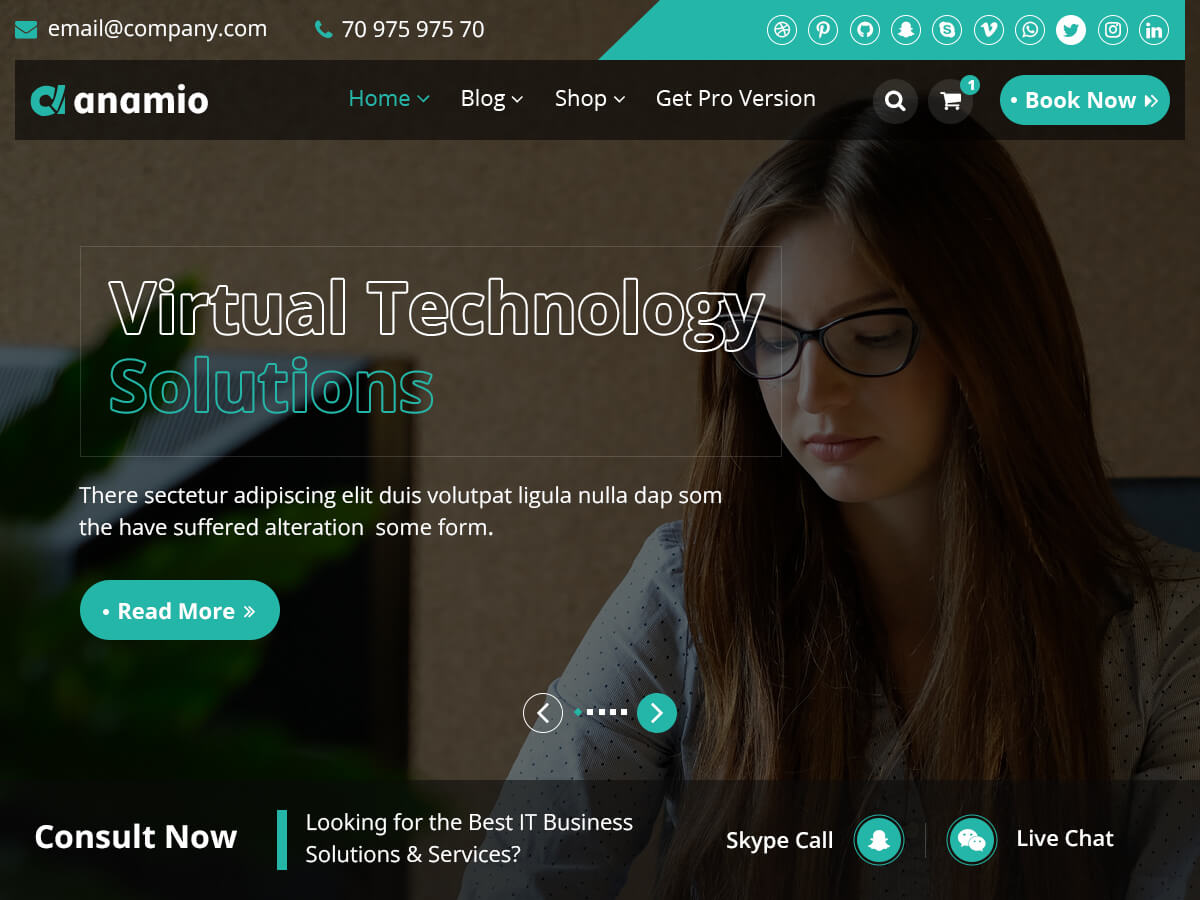 email@company.com
70 975 975 70
anamio
Home
Blog
Shop
Get Pro Version
1
Book Now
Virtual Technology
Solutions
There sectetur adipiscing elit duis volutpat ligula nulla dap som
the have suffered alteration some form.
Read More
Consult Now
Looking for the Best IT Business
Solutions & Services?
Skype Call
Live Chat